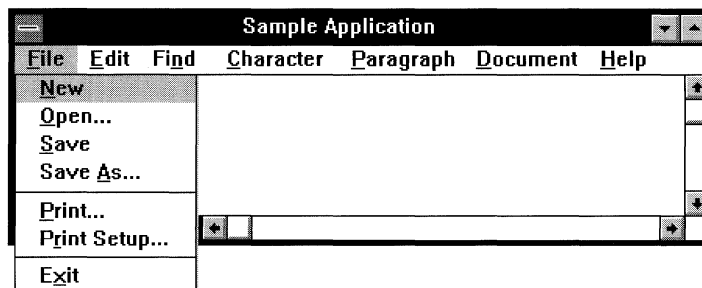 Sample Application
File Edit Find Character Paragraph Document Help
New
Open...
Save
Save As...
Print...
Print Setup...
Exit